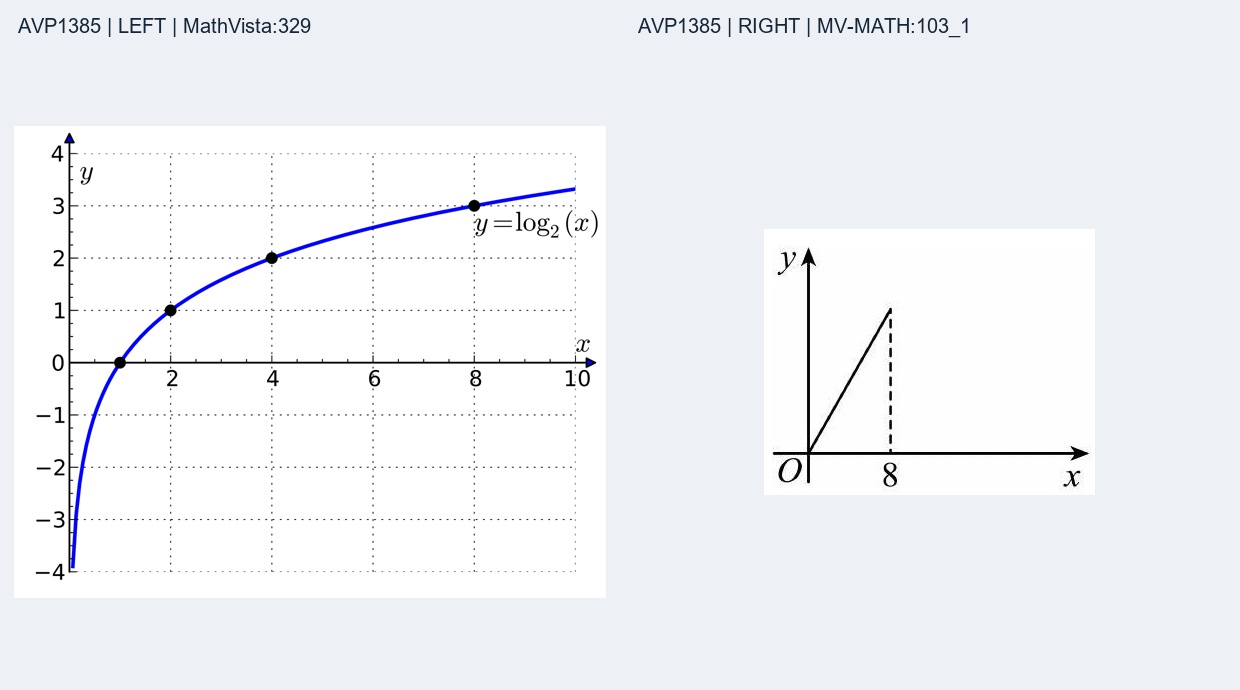 AVP1385 | LEFT | MathVista:329
AVP1385 | RIGHT | MV-MATH:103_1
4
y
3
y=log₂(x)
2
1
x
0
2 4 6 8 10
−1
−2
−3
−4
y
O 8 x